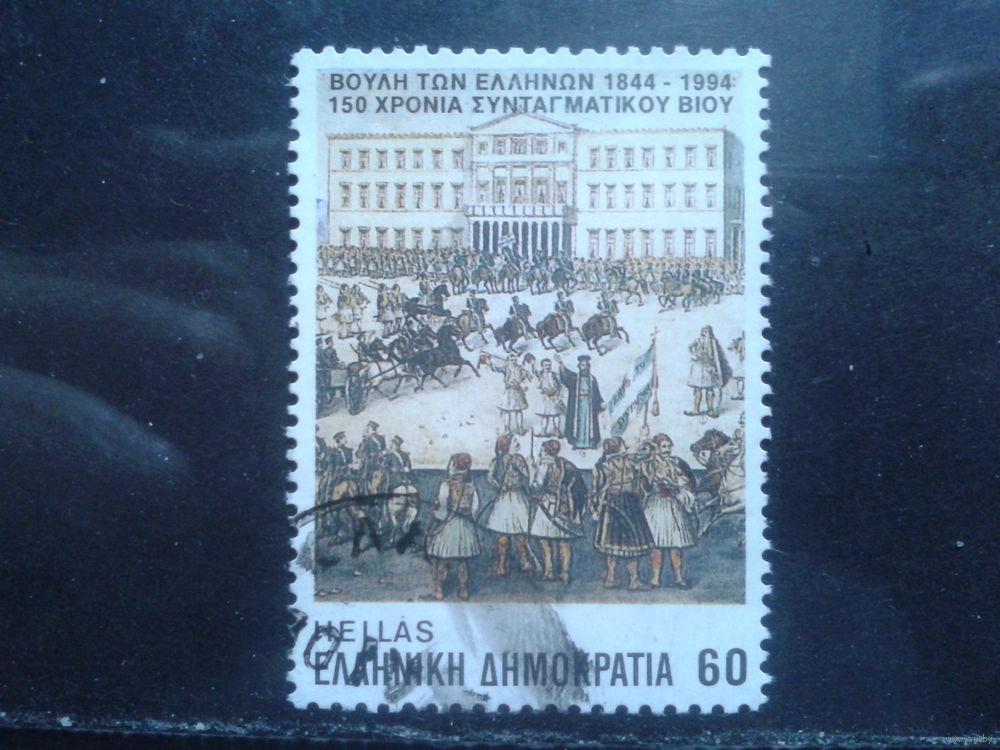 ΒΟΥΛΗ ΤΩΝ ΕΛΛΗΝΩΝ 1844 - 1994
150 ΧΡΟΝΙΑ ΣΥΝΤΑΓΜΑΤΙΚΟΥ ΒΙΟΥ
HELLAS
ΕΛΛΗΝΙΚΗ ΔΗΜΟΚΡΑΤΙΑ 60